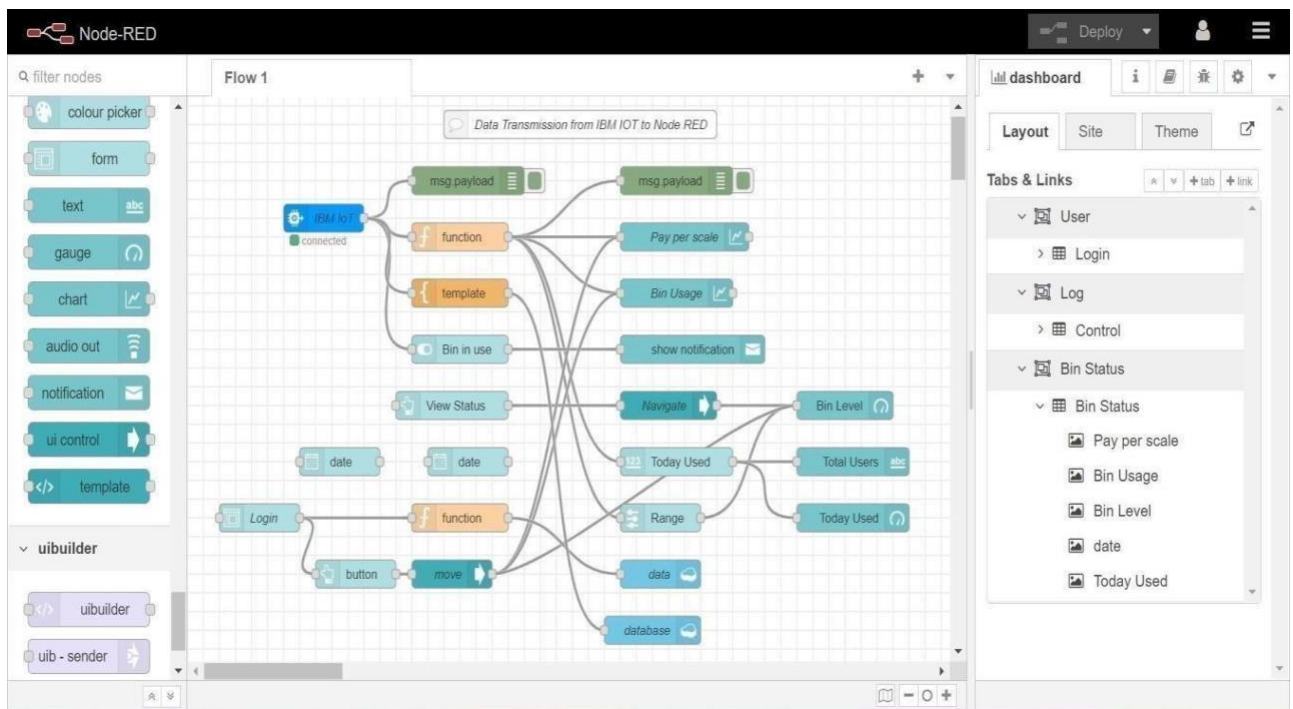 Node-RED
Deploy
filter nodes
colour picker
form
text
abc
gauge
chart
audio out
notification
ui control
template
uibuilder
uibuilder
uib - sender
Flow 1
Data Transmission from IBM IOT to Node RED
msg.payload
msg.payload
IBM IoT
connected
function
Pay per scale
template
Bin Usage
Bin in use
show notification
View Status
Navigate
Bin Level
date
date
123
Today Used
Total Users
abc
Login
function
Range
Today Used
button
move
data
database
dashboard
i
Layout
Site
Theme
Tabs & Links
+ tab
+ link
User
Login
Log
Control
Bin Status
Bin Status
Pay per scale
Bin Usage
Bin Level
date
Today Used